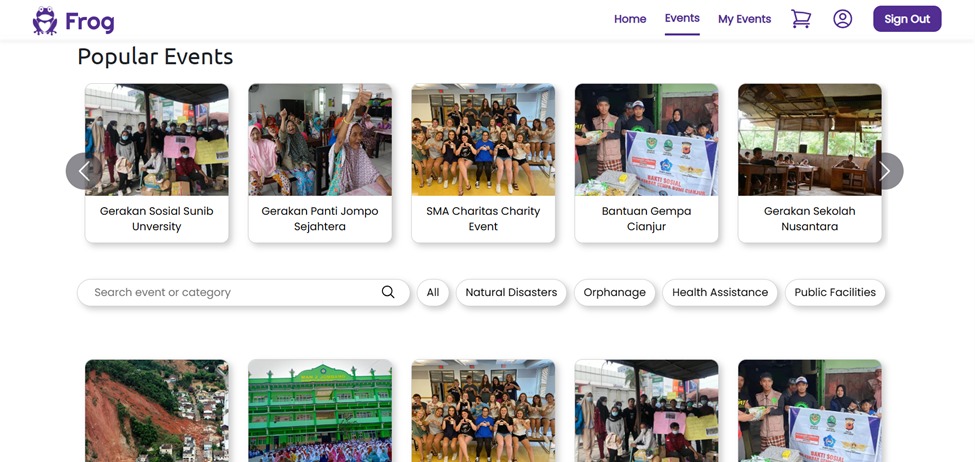 Frog
Home
Events
My Events
Sign Out
Popular Events
Gerakan Sosial Sunib
Unversity
Gerakan Panti Jompo
Sejahtera
SMA Charitas Charity
Event
BAKTI SOSIAL
Bantuan Gempa
Cianjur
Gerakan Sekolah
Nusantara
Search event or category
All
Natural Disasters
Orphanage
Health Assistance
Public Facilities